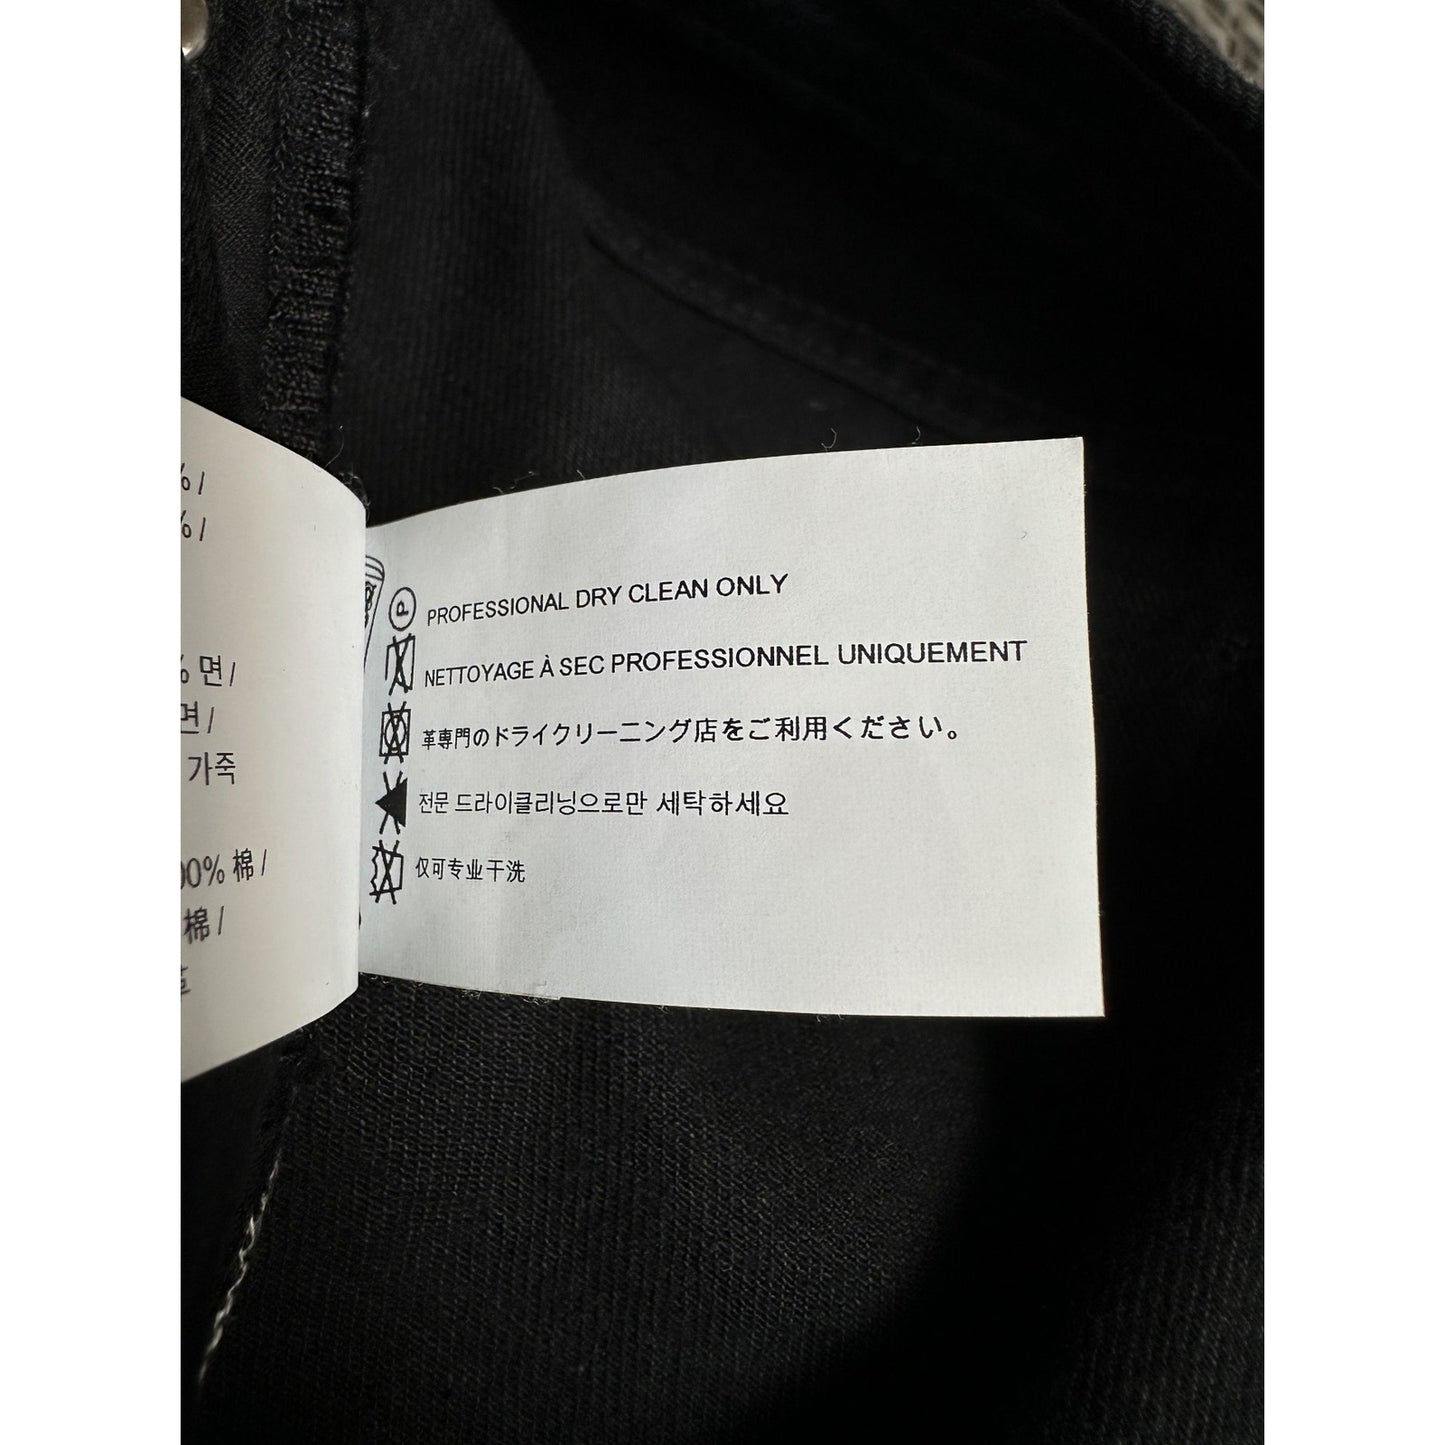 % /
% /
% 면 /
면 /
가죽
00% 棉 /
棉 /
革
P
PROFESSIONAL DRY CLEAN ONLY
NETTOYAGE À SEC PROFESSIONNEL UNIQUEMENT
革専門のドライクリーニング店をご利用ください。
전문 드라이클리닝으로만 세탁하세요
仅可专业干洗